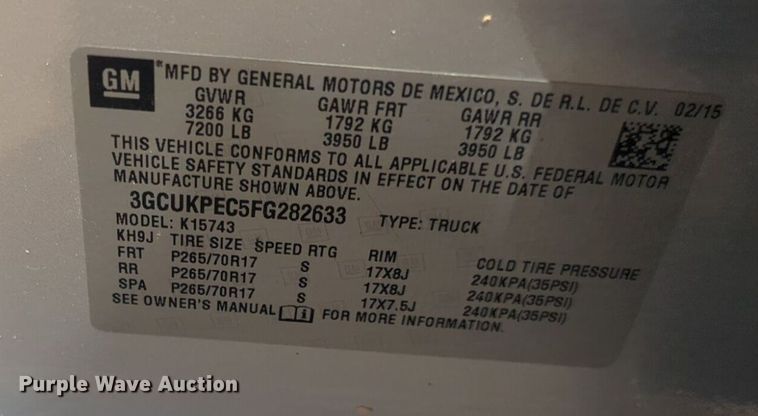 GM
*MFD BY GENERAL MOTORS DE MEXICO, S. DE R.L. DE C.V. 02/15
GVWR GAWR FRT GAWR RR
3266 KG 1792 KG 1792 KG
7200 LB 3950 LB 3950 LB
THIS VEHICLE CONFORMS TO ALL APPLICABLE U.S. FEDERAL MOTOR
VEHICLE SAFETY STANDARDS IN EFFECT ON THE DATE OF
MANUFACTURE SHOWN ABOVE.
3GCUKPEC5FG282633 TYPE: TRUCK
MODEL: K15743
KH9J TIRE SIZE SPEED RTG RIM COLD TIRE PRESSURE
FRT P265/70R17 S 17X8J 240KPA(35PSI)
RR P265/70R17 S 17X8J 240KPA(35PSI)
SPA P265/70R17 S 17X7.5J 240KPA(35PSI)
SEE OWNER'S MANUAL FOR MORE INFORMATION.
Purple Wave Auction